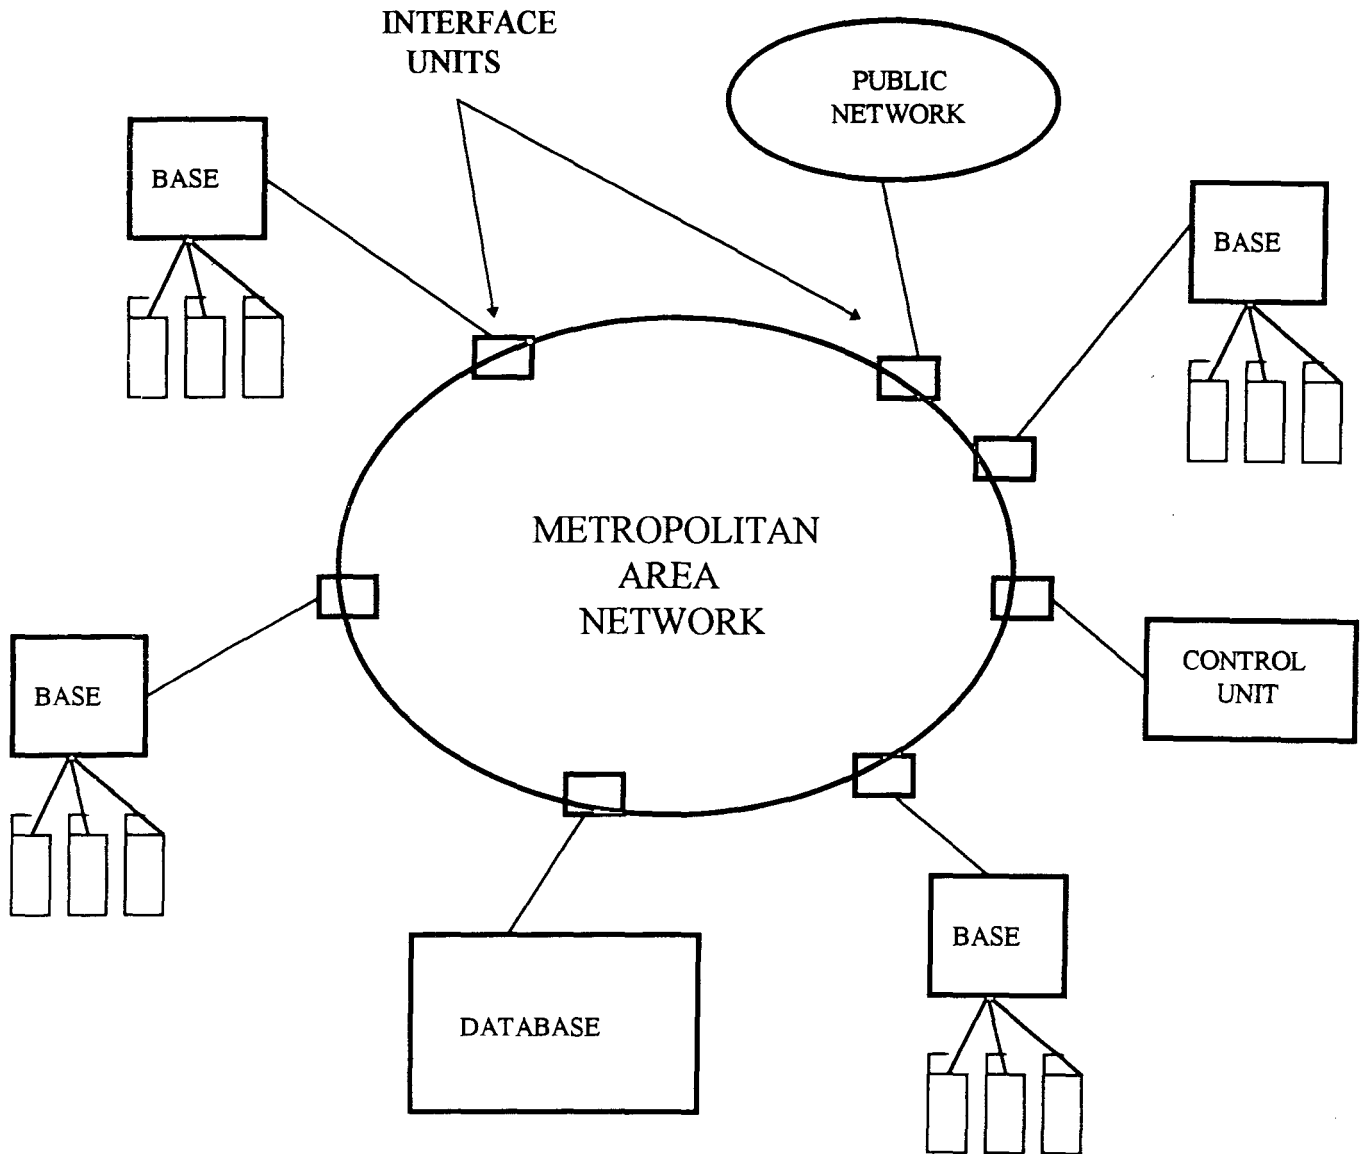 INTERFACE
UNITS
PUBLIC
NETWORK
BASE
BASE
METROPOLITAN
AREA
NETWORK
CONTROL
UNIT
BASE
BASE
DATABASE